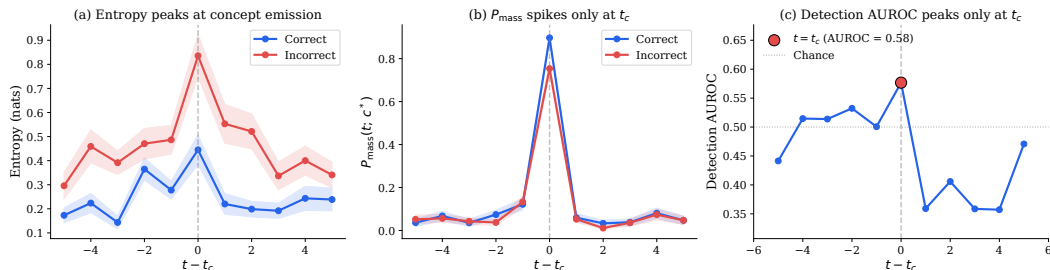 (a) Entropy peaks at concept emission
Correct
Incorrect
Entropy (nats)
0.9
0.8
0.7
0.6
0.5
0.4
0.3
0.2
0.1
−4
−2
0
2
4
t − t_c
(b) P_mass spikes only at t_c
Correct
Incorrect
P_mass(t; c*)
0.8
0.6
0.4
0.2
0.0
−4
−2
0
2
4
t − t_c
(c) Detection AUROC peaks only at t_c
t = t_c (AUROC = 0.58)
Chance
Detection AUROC
0.65
0.60
0.55
0.50
0.45
0.40
0.35
−6
−4
−2
0
2
4
6
t − t_c